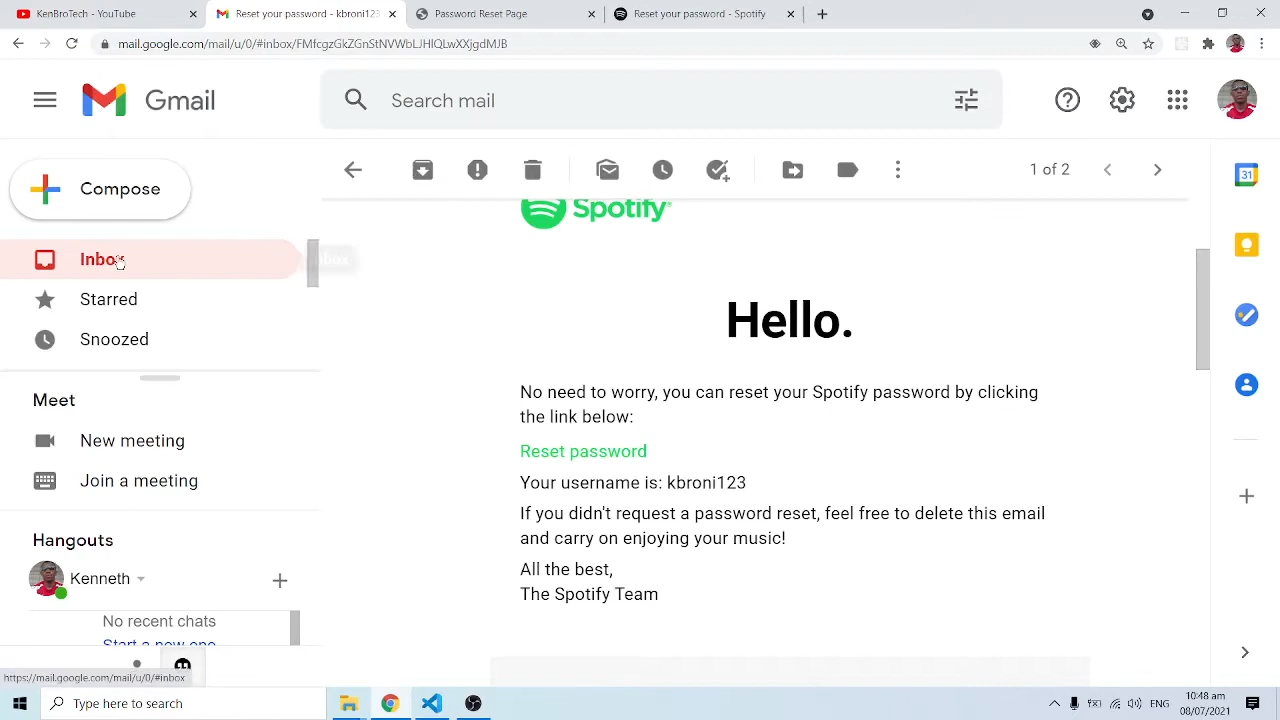 KenBroTech - YouTube
Reset your password - kbroni123
Password Reset Page
Reset your password - Spotify
mail.google.com/mail/u/0/#inbox/FMfcgzGkZGnStNVWbLJHlQLwXXjgdMJB
Gmail
Search mail
Compose
1 of 2
31
Spotify
Inbox
Inbox
Starred
Snoozed
Hello.
No need to worry, you can reset your Spotify password by clicking
the link below:
Reset password
Your username is: kbroni123
If you didn't request a password reset, feel free to delete this email
and carry on enjoying your music!
All the best,
The Spotify Team
Meet
New meeting
Join a meeting
Hangouts
Kenneth
No recent chats
Start a new one
https://mail.google.com/mail/u/0/#inbox
Type here to search
ENG
10:48 am
08/07/2021